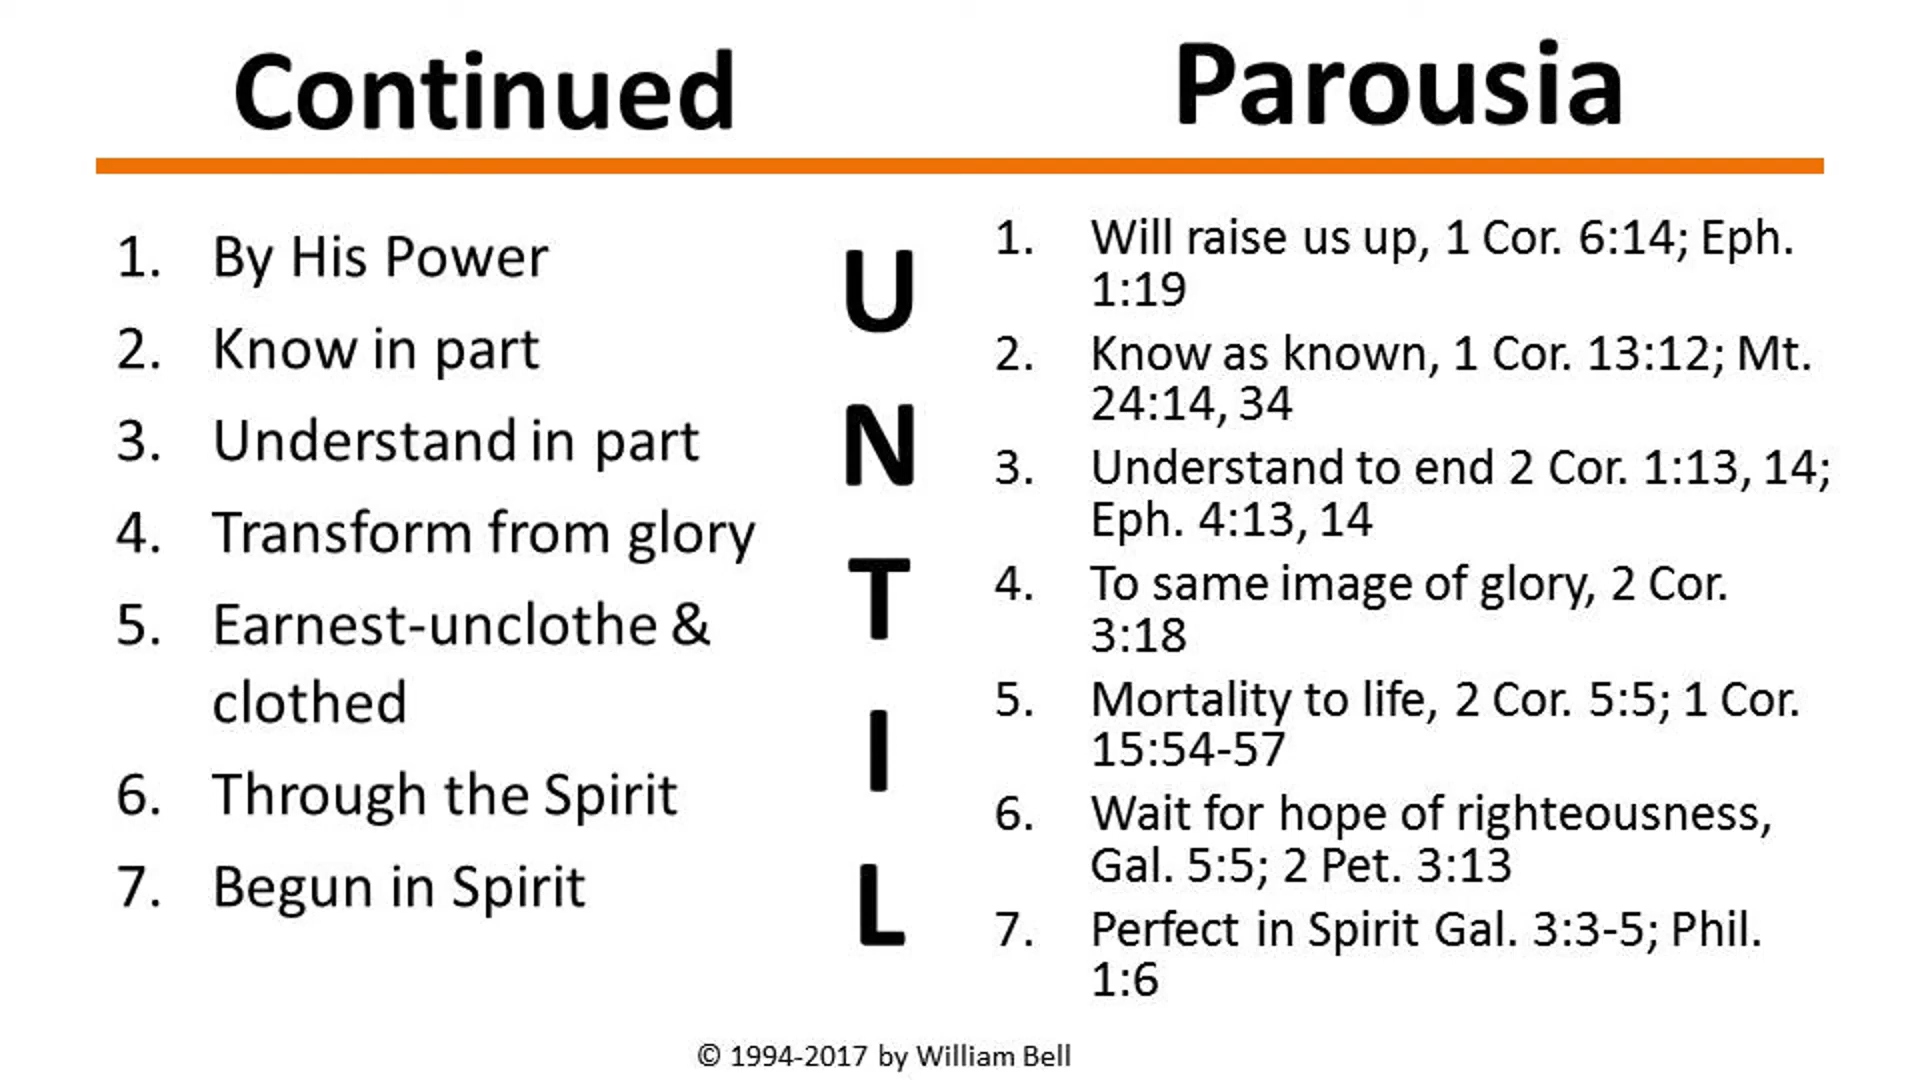 Continued
1. By His Power
2. Know in part
3. Understand in part
4. Transform from glory
5. Earnest-unclothe &
clothed
6. Through the Spirit
7. Begun in Spirit
U
N
T
I
L
Parousia
1. Will raise us up, 1 Cor. 6:14; Eph.
1:19
2. Know as known, 1 Cor. 13:12; Mt.
24:14, 34
3. Understand to end 2 Cor. 1:13, 14;
Eph. 4:13, 14
4. To same image of glory, 2 Cor.
3:18
5. Mortality to life, 2 Cor. 5:5; 1 Cor.
15:54-57
6. Wait for hope of righteousness,
Gal. 5:5; 2 Pet. 3:13
7. Perfect in Spirit Gal. 3:3-5; Phil.
1:6
© 1994-2017 by William Bell